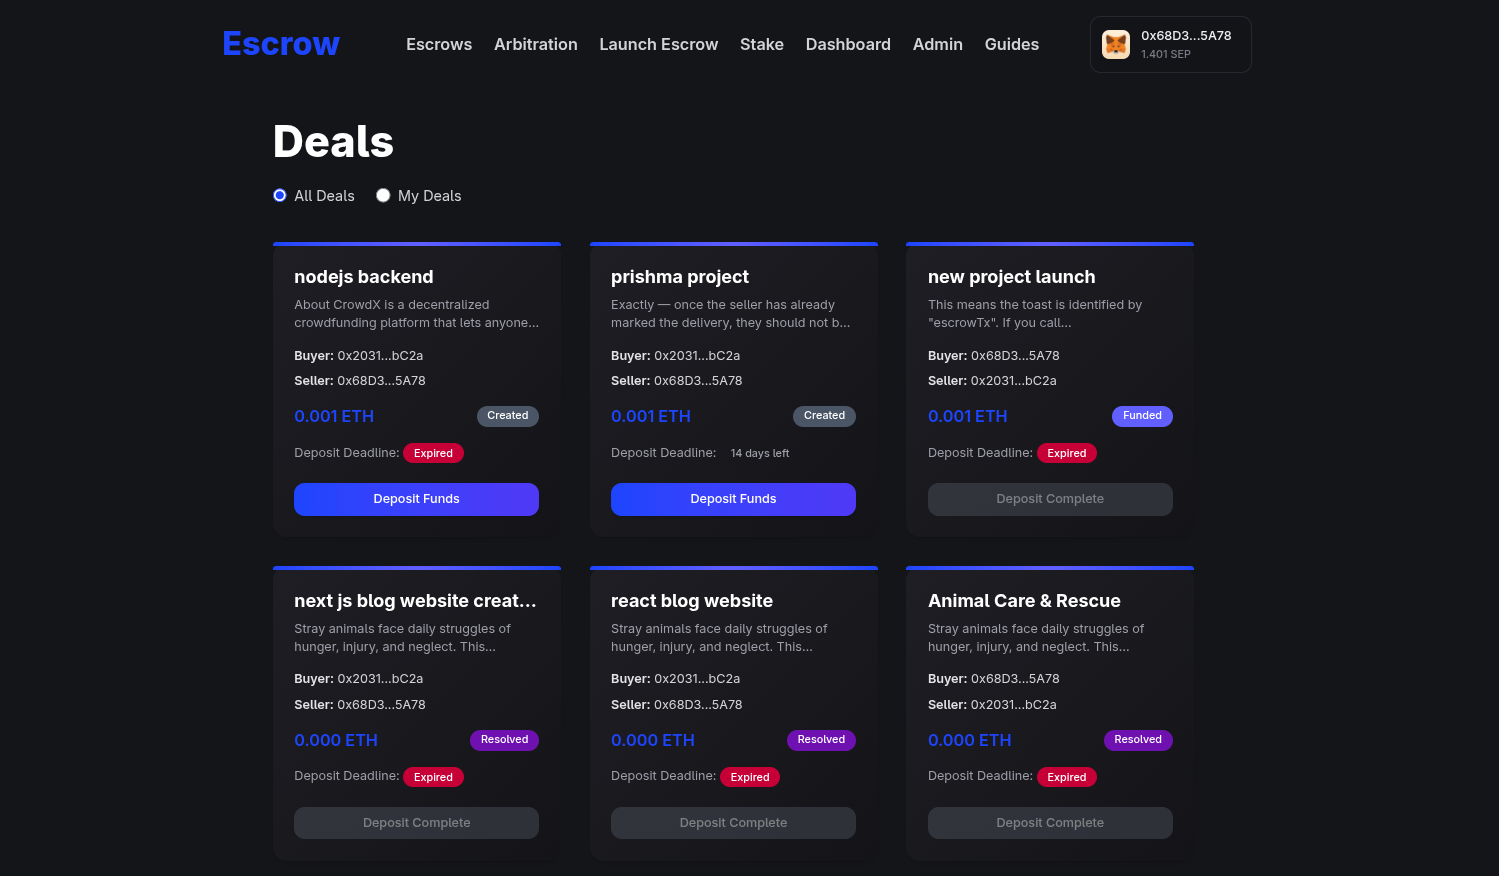 Escrow
Escrows Arbitration Launch Escrow Stake Dashboard Admin Guides
0x68D3...5A78
1.401 SEP
Deals
All Deals My Deals
nodejs backend
About CrowdX is a decentralized
crowdfunding platform that lets anyone...
Buyer: 0x2031...bC2a
Seller: 0x68D3...5A78
0.001 ETH Created
Deposit Deadline: Expired
Deposit Funds
prishma project
Exactly — once the seller has already
marked the delivery, they should not b...
Buyer: 0x2031...bC2a
Seller: 0x68D3...5A78
0.001 ETH Created
Deposit Deadline: 14 days left
Deposit Funds
new project launch
This means the toast is identified by
"escrowTx". If you call...
Buyer: 0x68D3...5A78
Seller: 0x2031...bC2a
0.001 ETH Funded
Deposit Deadline: Expired
Deposit Complete
next js blog website creat...
Stray animals face daily struggles of
hunger, injury, and neglect. This...
Buyer: 0x2031...bC2a
Seller: 0x68D3...5A78
0.000 ETH Resolved
Deposit Deadline: Expired
Deposit Complete
react blog website
Stray animals face daily struggles of
hunger, injury, and neglect. This...
Buyer: 0x2031...bC2a
Seller: 0x68D3...5A78
0.000 ETH Resolved
Deposit Deadline: Expired
Deposit Complete
Animal Care & Rescue
Stray animals face daily struggles of
hunger, injury, and neglect. This...
Buyer: 0x68D3...5A78
Seller: 0x2031...bC2a
0.000 ETH Resolved
Deposit Deadline: Expired
Deposit Complete